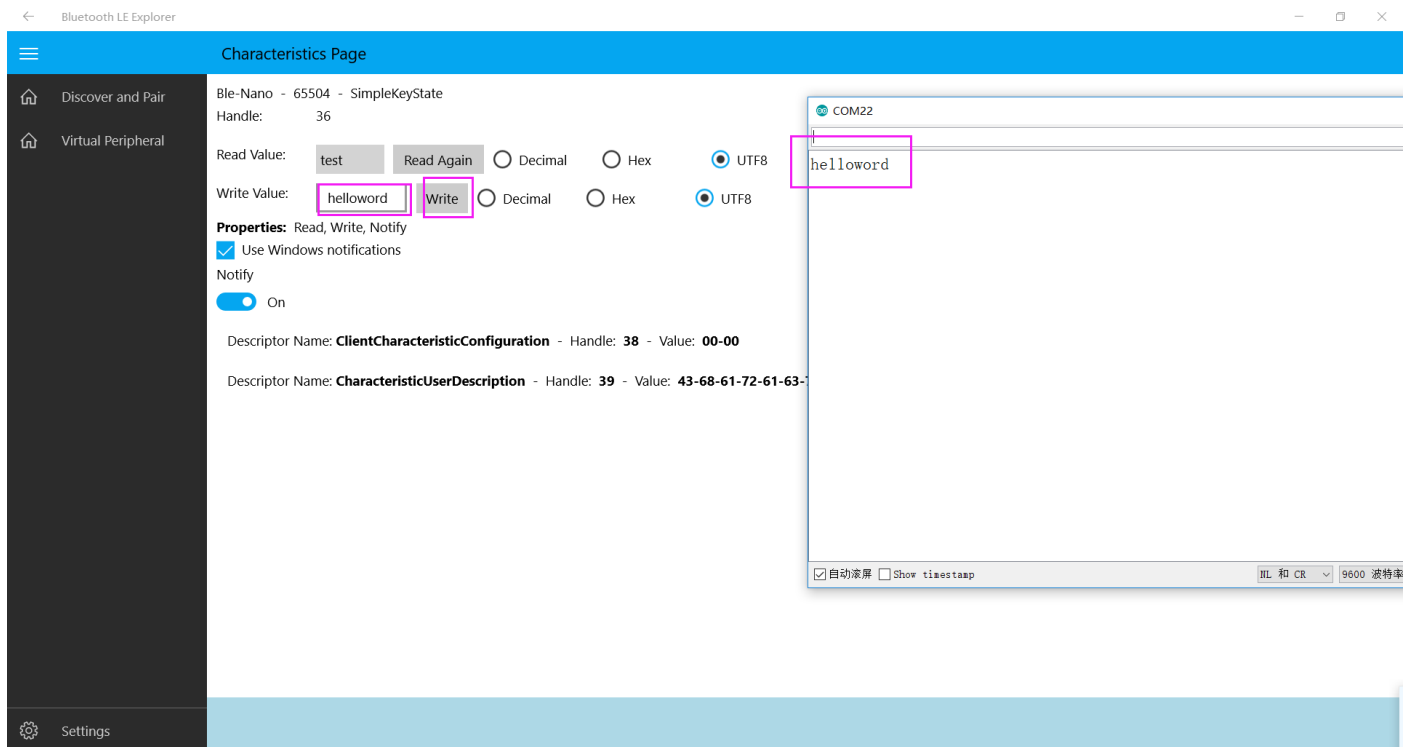 Bluetooth LE Explorer
Characteristics Page
Discover and Pair
Virtual Peripheral
Settings
Ble-Nano - 65504 - SimpleKeyState
Handle: 36
Read Value: test Read Again Decimal Hex UTF8
Write Value: helloword Write Decimal Hex UTF8
Properties: Read, Write, Notify
Use Windows notifications
Notify
On
Descriptor Name: ClientCharacteristicConfiguration - Handle: 38 - Value: 00-00
Descriptor Name: CharacteristicUserDescription - Handle: 39 - Value: 43-68-61-72-61-63-
COM22
helloword
自动滚屏 Show timestamp NL 和 CR 9600 波特率